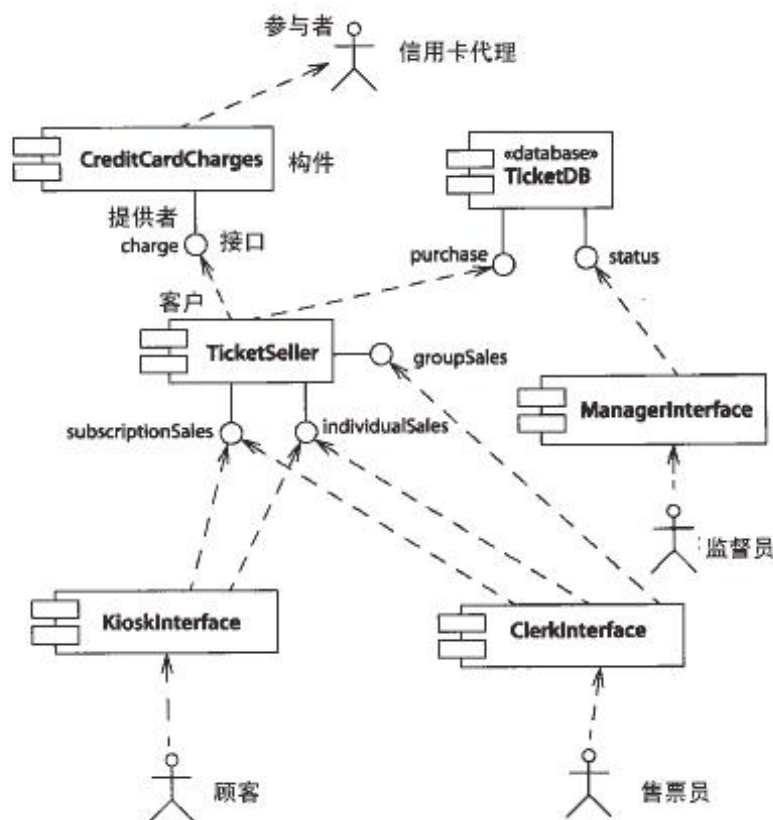 参与者
信用卡代理
CreditCardCharges
构件
«database»
TicketDB
提供者
charge
接口
purchase
status
客户
TicketSeller
groupSales
ManagerInterface
subscriptionSales
individualSales
监督员
KioskInterface
ClerkInterface
顾客
售票员